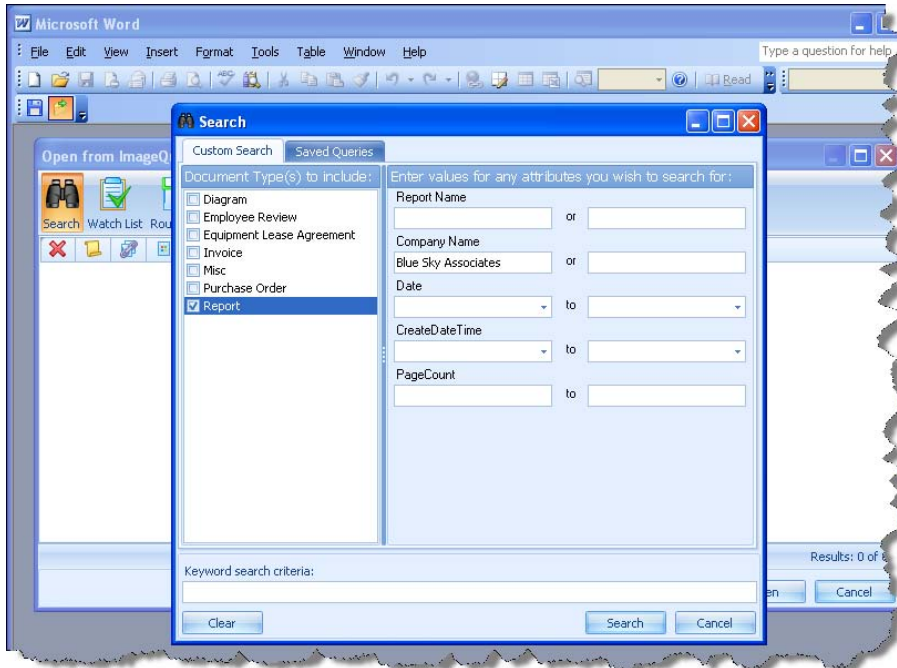 Microsoft Word
File Edit View Insert Format Tools Table Window Help
Type a question for help
ABC
Read
Search
Open from ImageQ
Custom Search Saved Queries
Document Type(s) to include:
Enter values for any attributes you wish to search for:
Search Watch List Rou
Diagram
Employee Review
Equipment Lease Agreement
Invoice
Misc
Purchase Order
Report
Report Name
or
Company Name
Blue Sky Associates or
Date
to
CreateDateTime
to
PageCount
to
Results: 0 of
Keyword search criteria:
en Cancel
Clear Search Cancel